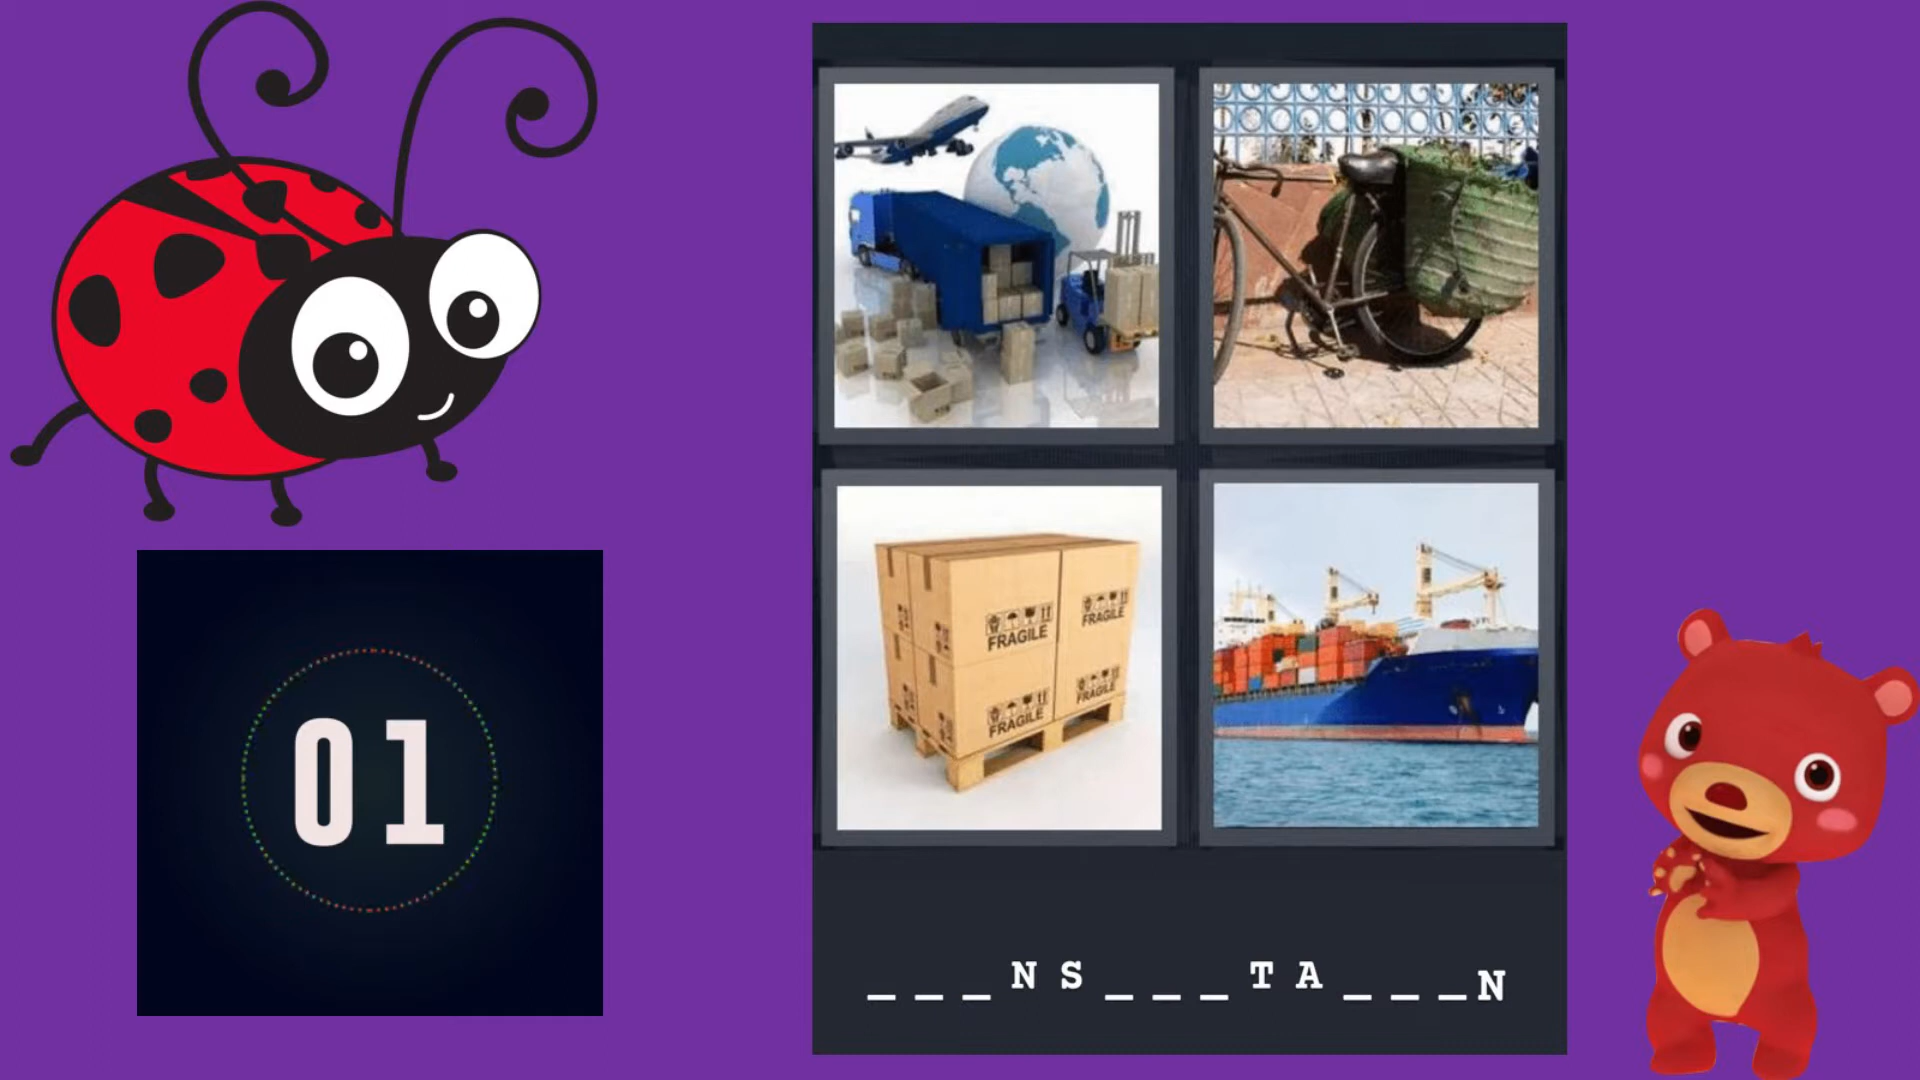 FRAGILE
FRAGILE
FRAGILE
FRAGILE
01
_ _ _ N S _ _ _ T A _ _ _ N